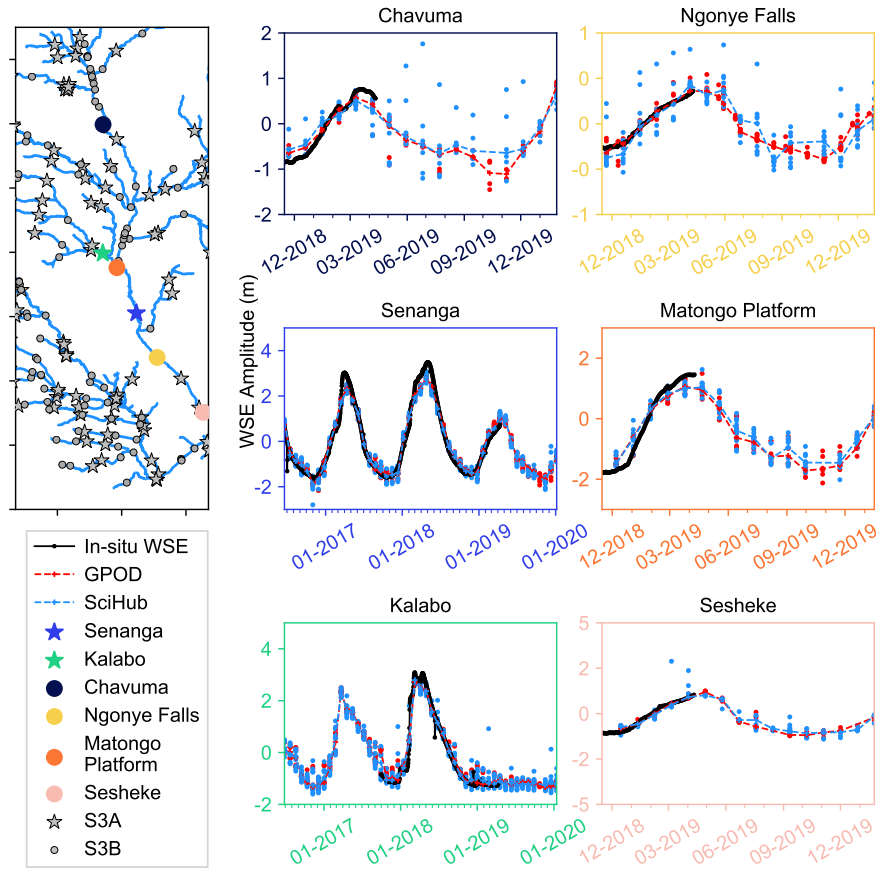 Chavuma
2
1
0
-1
-2
12-2018
03-2019
06-2019
09-2019
12-2019
Ngonye Falls
1
0
0
-0
-1
12-2018
03-2019
06-2019
09-2019
12-2019
WSE Amplitude (m)
Senanga
4
2
0
-2
01-2017
01-2018
01-2019
01-2020
Matongo Platform
2
0
-2
12-2018
03-2019
06-2019
09-2019
12-2019
Kalabo
4
2
0
-2
01-2017
01-2018
01-2019
01-2020
Sesheke
5
2
0
-2
-5
12-2018
03-2019
06-2019
09-2019
12-2019
In-situ WSE
GPOD
SciHub
Senanga
Kalabo
Chavuma
Ngonye Falls
Matongo
Platform
Sesheke
S3A
S3B